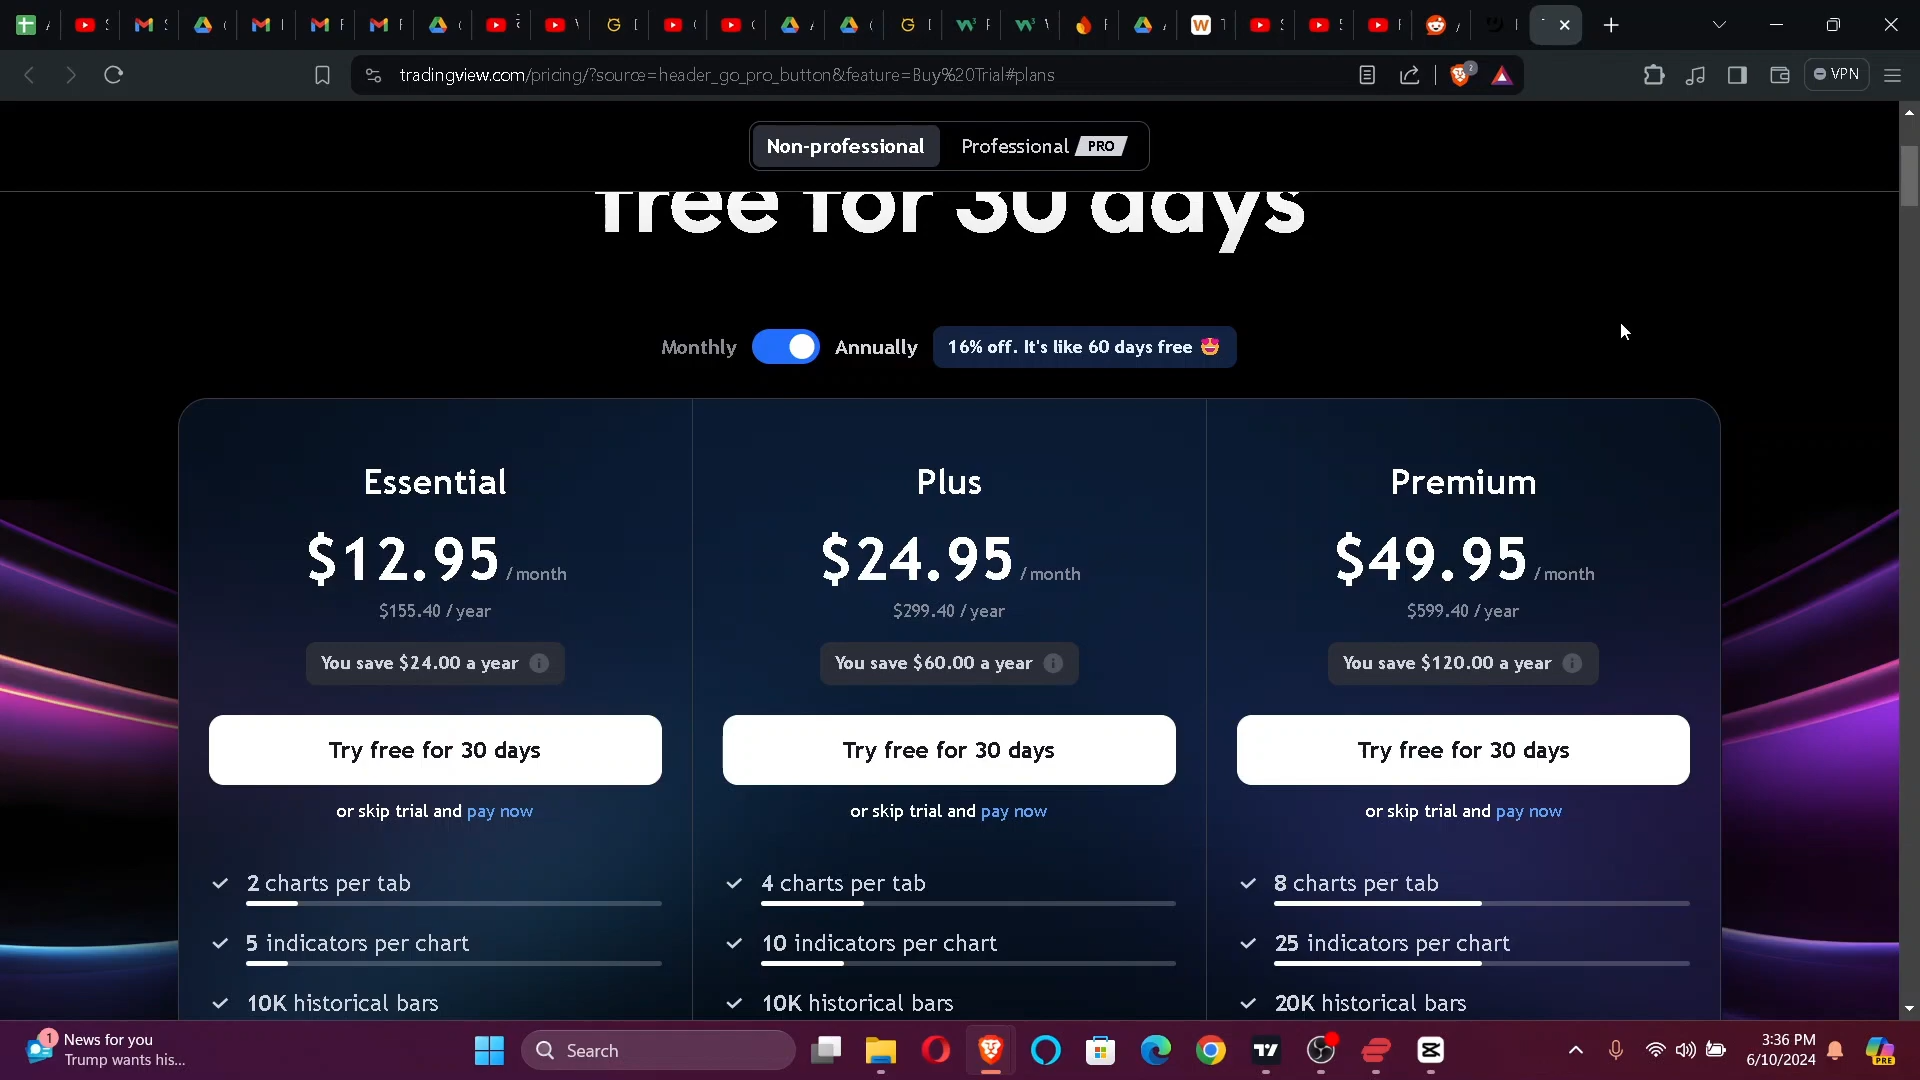 tradingview.com/pricing/?source=header_go_pro_button&feature=Buy%20Trial#plans
2
VPN
Non-professional Professional PRO
free for 30 days
Monthly Annually 16% off. It's like 60 days free 🤩
Essential Plus Premium
$12.95 / month $24.95 / month $49.95 / month
$155.40 / year $299.40 / year $599.40 / year
You save $24.00 a year You save $60.00 a year You save $120.00 a year
Try free for 30 days Try free for 30 days Try free for 30 days
or skip trial and pay now or skip trial and pay now or skip trial and pay now
2 charts per tab 4 charts per tab 8 charts per tab
5 indicators per chart 10 indicators per chart 25 indicators per chart
10K historical bars 10K historical bars 20K historical bars
1 News for you
Trump wants his...
Search
3:36 PM
6/10/2024
PRE